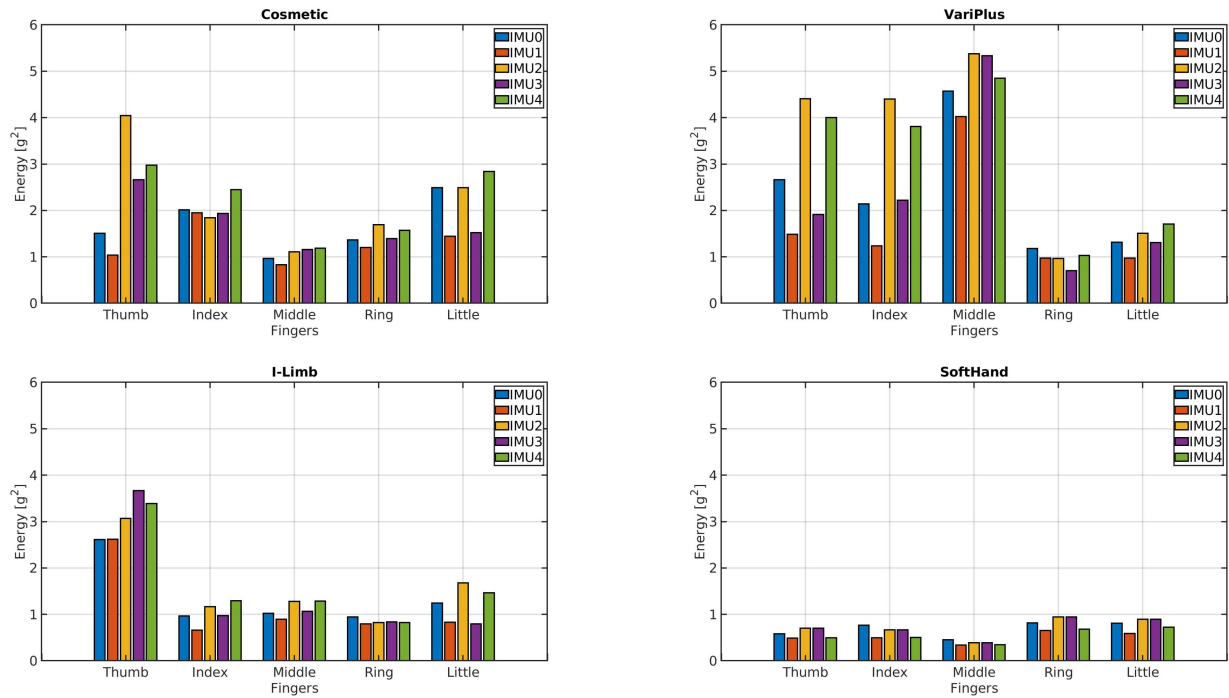 Cosmetic
6
5
4
3
2
1
0
Energy [g²]
IMU0
IMU1
IMU2
IMU3
IMU4
Thumb Index Middle Ring Little
Fingers
VariPlus
6
5
4
3
2
1
0
Energy [g²]
IMU0
IMU1
IMU2
IMU3
IMU4
Thumb Index Middle Ring Little
Fingers
I-Limb
6
5
4
3
2
1
0
Energy [g²]
IMU0
IMU1
IMU2
IMU3
IMU4
Thumb Index Middle Ring Little
Fingers
SoftHand
6
5
4
3
2
1
0
Energy [g²]
IMU0
IMU1
IMU2
IMU3
IMU4
Thumb Index Middle Ring Little
Fingers